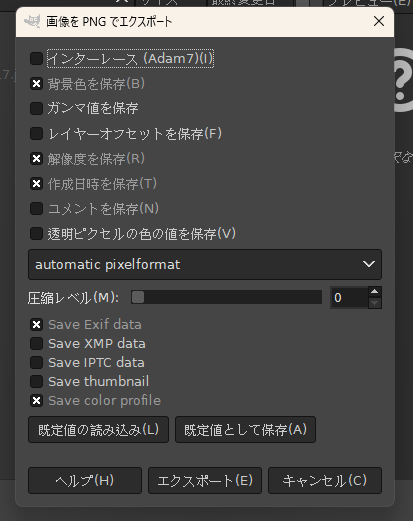 プレビュー(E)
画像を PNG でエクスポート
インターレース (Adam7)(I)
背景色を保存(B)
ガンマ値を保存
レイヤーオフセットを保存(F)
解像度を保存(R)
作成日時を保存(T)
コメントを保存(N)
透明ピクセルの色の値を保存(V)
automatic pixelformat
圧縮レベル(M): 0
Save Exif data
Save XMP data
Save IPTC data
Save thumbnail
Save color profile
既定値の読み込み(L) 既定値として保存(A)
ヘルプ(H) エクスポート(E) キャンセル(C)